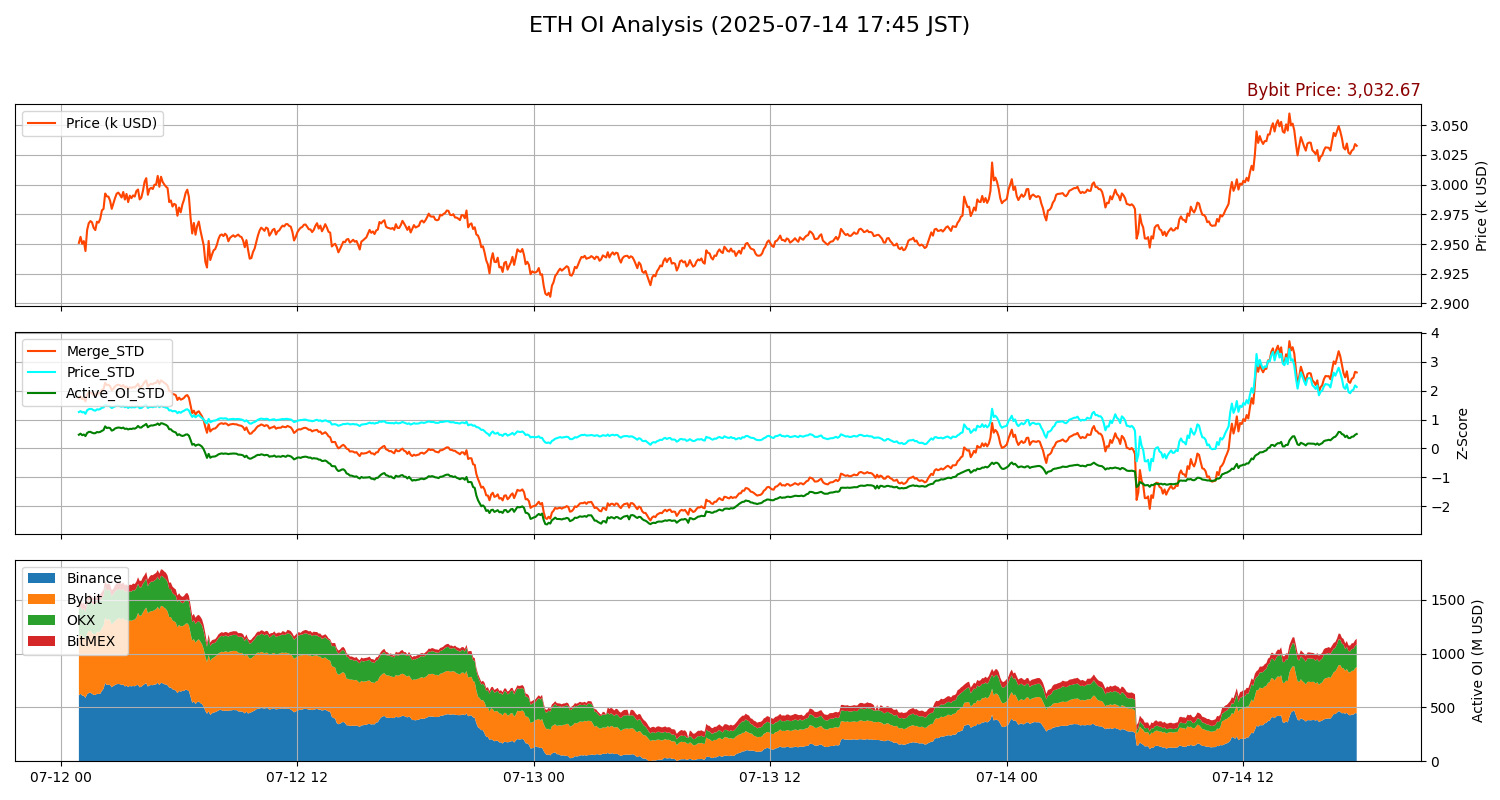 ETH OI Analysis (2025-07-14 17:45 JST)
Bybit Price: 3,032.67
Price (k USD)
3.050
3.025
3.000
2.975
2.950
2.925
2.900
Price (k USD)
Merge_STD
Price_STD
Active_OI_STD
4
3
2
1
0
−1
−2
Z-Score
Binance
Bybit
OKX
BitMEX
1500
1000
500
0
Active OI (M USD)
07-12 00
07-12 12
07-13 00
07-13 12
07-14 00
07-14 12